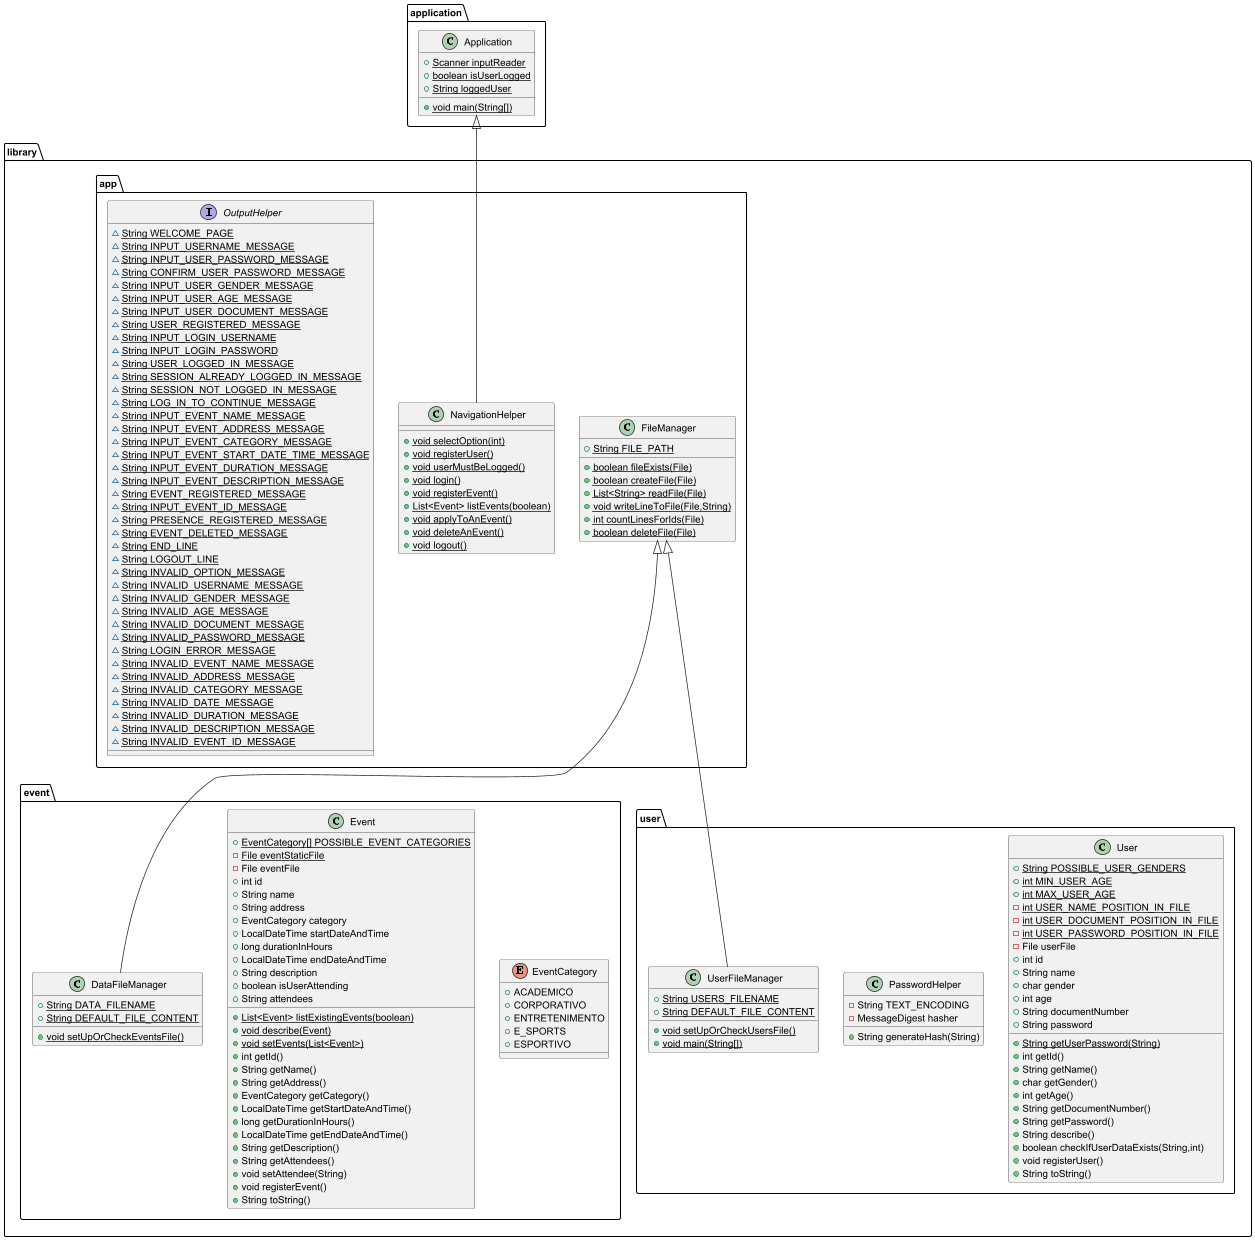 application
C Application
Scanner inputReader
boolean isUserLogged
String loggedUser
void main(String[])
library
app
I OutputHelper
String WELCOME_PAGE
String INPUT_USERNAME_MESSAGE
String INPUT_USER_PASSWORD_MESSAGE
String CONFIRM_USER_PASSWORD_MESSAGE
String INPUT_USER_GENDER_MESSAGE
String INPUT_USER_AGE_MESSAGE
String INPUT_USER_DOCUMENT_MESSAGE
String USER_REGISTERED_MESSAGE
String INPUT_LOGIN_USERNAME
String INPUT_LOGIN_PASSWORD
String USER_LOGGED_IN_MESSAGE
String SESSION_ALREADY_LOGGED_IN_MESSAGE
String SESSION_NOT_LOGGED_IN_MESSAGE
String LOG_IN_TO_CONTINUE_MESSAGE
String INPUT_EVENT_NAME_MESSAGE
String INPUT_EVENT_ADDRESS_MESSAGE
String INPUT_EVENT_CATEGORY_MESSAGE
String INPUT_EVENT_START_DATE_TIME_MESSAGE
String INPUT_EVENT_DURATION_MESSAGE
String INPUT_EVENT_DESCRIPTION_MESSAGE
String EVENT_REGISTERED_MESSAGE
String INPUT_EVENT_ID_MESSAGE
String PRESENCE_REGISTERED_MESSAGE
String EVENT_DELETED_MESSAGE
String END_LINE
String LOGOUT_LINE
String INVALID_OPTION_MESSAGE
String INVALID_USERNAME_MESSAGE
String INVALID_GENDER_MESSAGE
String INVALID_AGE_MESSAGE
String INVALID_DOCUMENT_MESSAGE
String INVALID_PASSWORD_MESSAGE
String LOGIN_ERROR_MESSAGE
String INVALID_EVENT_NAME_MESSAGE
String INVALID_ADDRESS_MESSAGE
String INVALID_CATEGORY_MESSAGE
String INVALID_DATE_MESSAGE
String INVALID_DURATION_MESSAGE
String INVALID_DESCRIPTION_MESSAGE
String INVALID_EVENT_ID_MESSAGE
C NavigationHelper
void selectOption(int)
void registerUser()
void userMustBeLogged()
void login()
void registerEvent()
List<Event> listEvents(boolean)
void applyToAnEvent()
void deleteAnEvent()
void logout()
C FileManager
String FILE_PATH
boolean fileExists(File)
boolean createFile(File)
List<String> readFile(File)
void writeLineToFile(File,String)
int countLinesForIds(File)
boolean deleteFile(File)
event
C DataFileManager
String DATA_FILENAME
String DEFAULT_FILE_CONTENT
void setUpOrCheckEventsFile()
C Event
EventCategory[] POSSIBLE_EVENT_CATEGORIES
File eventStaticFile
File eventFile
int id
String name
String address
EventCategory category
LocalDateTime startDateAndTime
long durationInHours
LocalDateTime endDateAndTime
String description
boolean isUserAttending
String attendees
List<Event> listExistingEvents(boolean)
void describe(Event)
void setEvents(List<Event>)
int getId()
String getName()
String getAddress()
EventCategory getCategory()
LocalDateTime getStartDateAndTime()
long getDurationInHours()
LocalDateTime getEndDateAndTime()
String getDescription()
String getAttendees()
void setAttendee(String)
void registerEvent()
String toString()
E EventCategory
ACADEMICO
CORPORATIVO
ENTRETENIMENTO
E_SPORTS
ESPORTIVO
user
C UserFileManager
String USERS_FILENAME
String DEFAULT_FILE_CONTENT
void setUpOrCheckUsersFile()
void main(String[])
C PasswordHelper
String TEXT_ENCODING
MessageDigest hasher
String generateHash(String)
C User
String POSSIBLE_USER_GENDERS
int MIN_USER_AGE
int MAX_USER_AGE
int USER_NAME_POSITION_IN_FILE
int USER_DOCUMENT_POSITION_IN_FILE
int USER_PASSWORD_POSITION_IN_FILE
File userFile
int id
String name
char gender
int age
String documentNumber
String password
String getUserPassword(String)
int getId()
String getName()
char getGender()
int getAge()
String getDocumentNumber()
String getPassword()
String describe()
boolean checkIfUserDataExists(String,int)
void registerUser()
String toString()